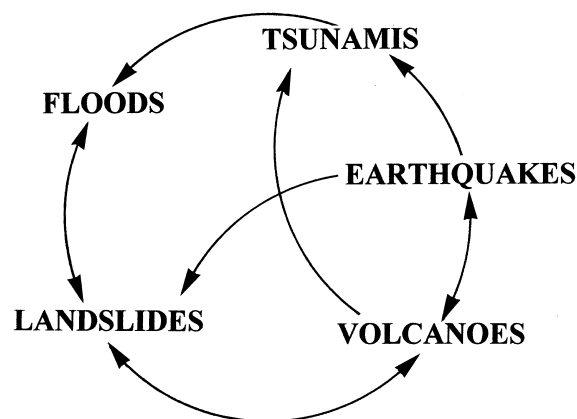 TSUNAMIS
FLOODS
EARTHQUAKES
LANDSLIDES
VOLCANOES